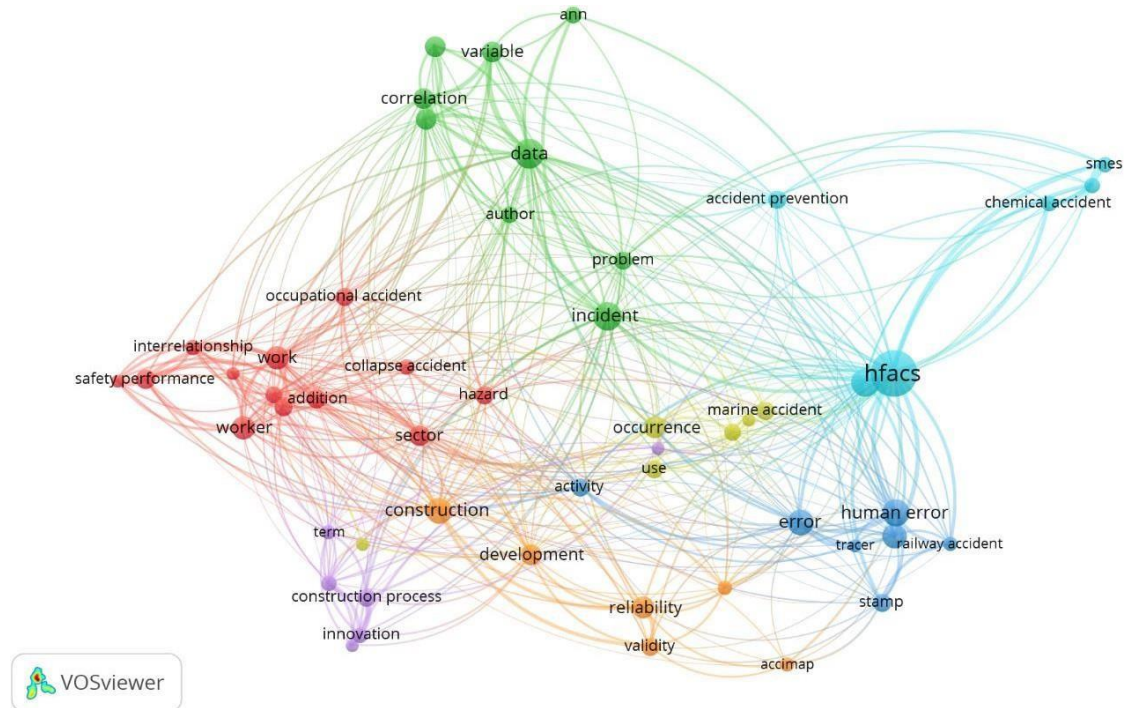 ann
variable
correlation
data
smes
accident prevention
chemical accident
author
problem
occupational accident
incident
interrelationship
work
collapse accident
hfacs
safety performance
addition
hazard
marine accident
worker
sector
occurrence
use
activity
construction
human error
error
term
tracer
railway accident
development
construction process
stamp
reliability
innovation
validity
accimap
VOSviewer